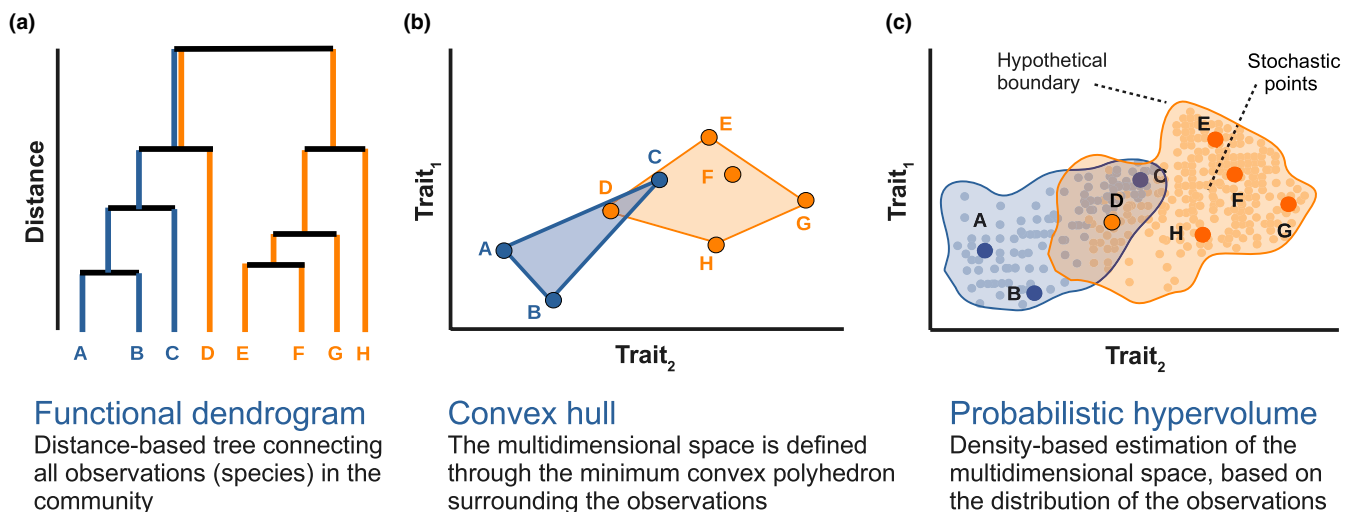 (a)
Distance
A B C D E F G H
Functional dendrogram
Distance-based tree connecting
all observations (species) in the
community
(b)
Trait1
E
C
D
F
A
G
H
B
Trait2
Convex hull
The multidimensional space is defined
through the minimum convex polyhedron
surrounding the observations
(c)
Hypothetical
boundary
Stochastic
points
Trait1
E
C
D
F
A
H
G
B
Trait2
Probabilistic hypervolume
Density-based estimation of the
multidimensional space, based on
the distribution of the observations